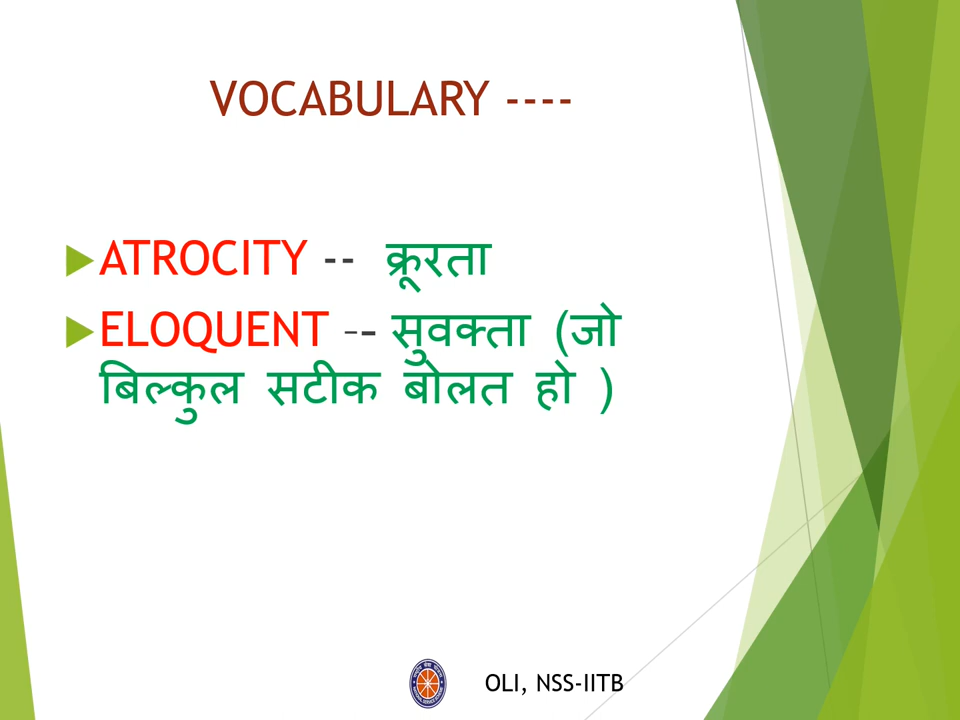 VOCABULARY ----
ATROCITY -- क्रूरता
ELOQUENT –– सुवक्ता (जो
बिल्कुल सटीक बोलत हो )
OLI, NSS-IITB